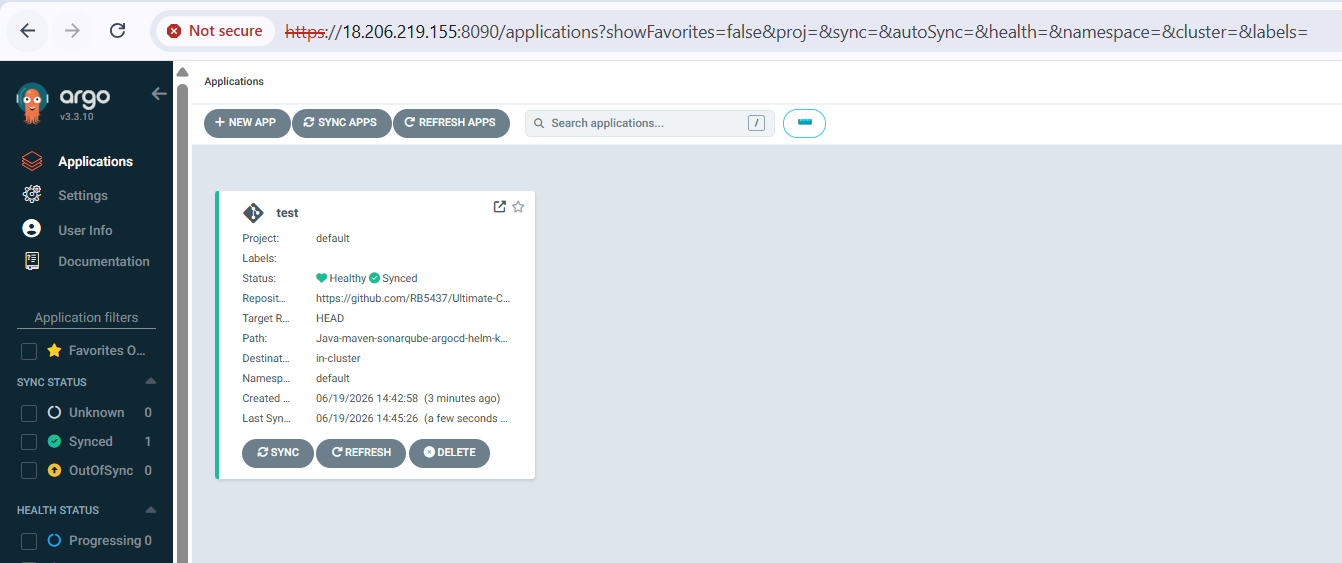 Not secure https://18.206.219.155:8090/applications?showFavorites=false&proj=&sync=&autoSync=&health=&namespace=&cluster=&labels=
argo
v3.3.10
Applications
Settings
User Info
Documentation
Application filters
Favorites O...
SYNC STATUS
Unknown 0
Synced 1
OutOfSync 0
HEALTH STATUS
Progressing 0
Applications
NEW APP SYNC APPS REFRESH APPS Search applications... /
test
Project: default
Labels:
Status: Healthy Synced
Reposit... https://github.com/RB5437/Ultimate-C...
Target R... HEAD
Path: Java-maven-sonarqube-argocd-helm-k...
Destinat... in-cluster
Namesp... default
Created ... 06/19/2026 14:42:58 (3 minutes ago)
Last Syn... 06/19/2026 14:45:26 (a few seconds ...
SYNC REFRESH DELETE